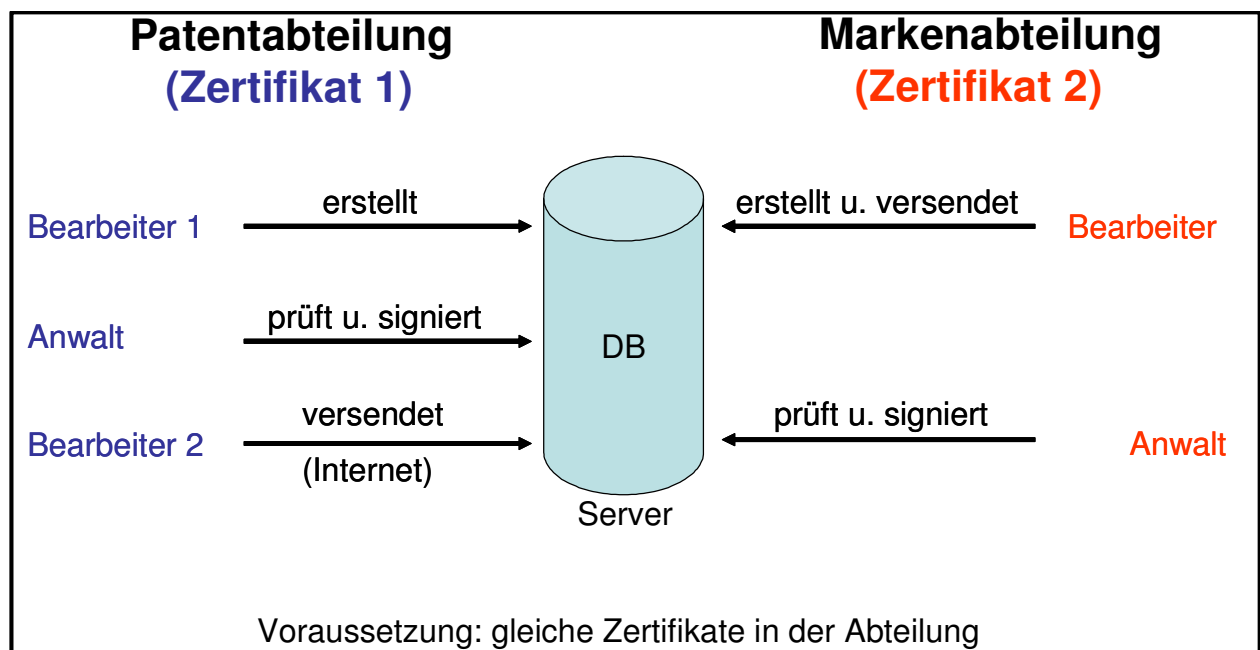 Patentabteilung
(Zertifikat 1)
Markenabteilung
(Zertifikat 2)
Bearbeiter 1
erstellt
Anwalt
prüft u. signiert
Bearbeiter 2
versendet
(Internet)
DB
Server
erstellt u. versendet
Bearbeiter
prüft u. signiert
Anwalt
Voraussetzung: gleiche Zertifikate in der Abteilung